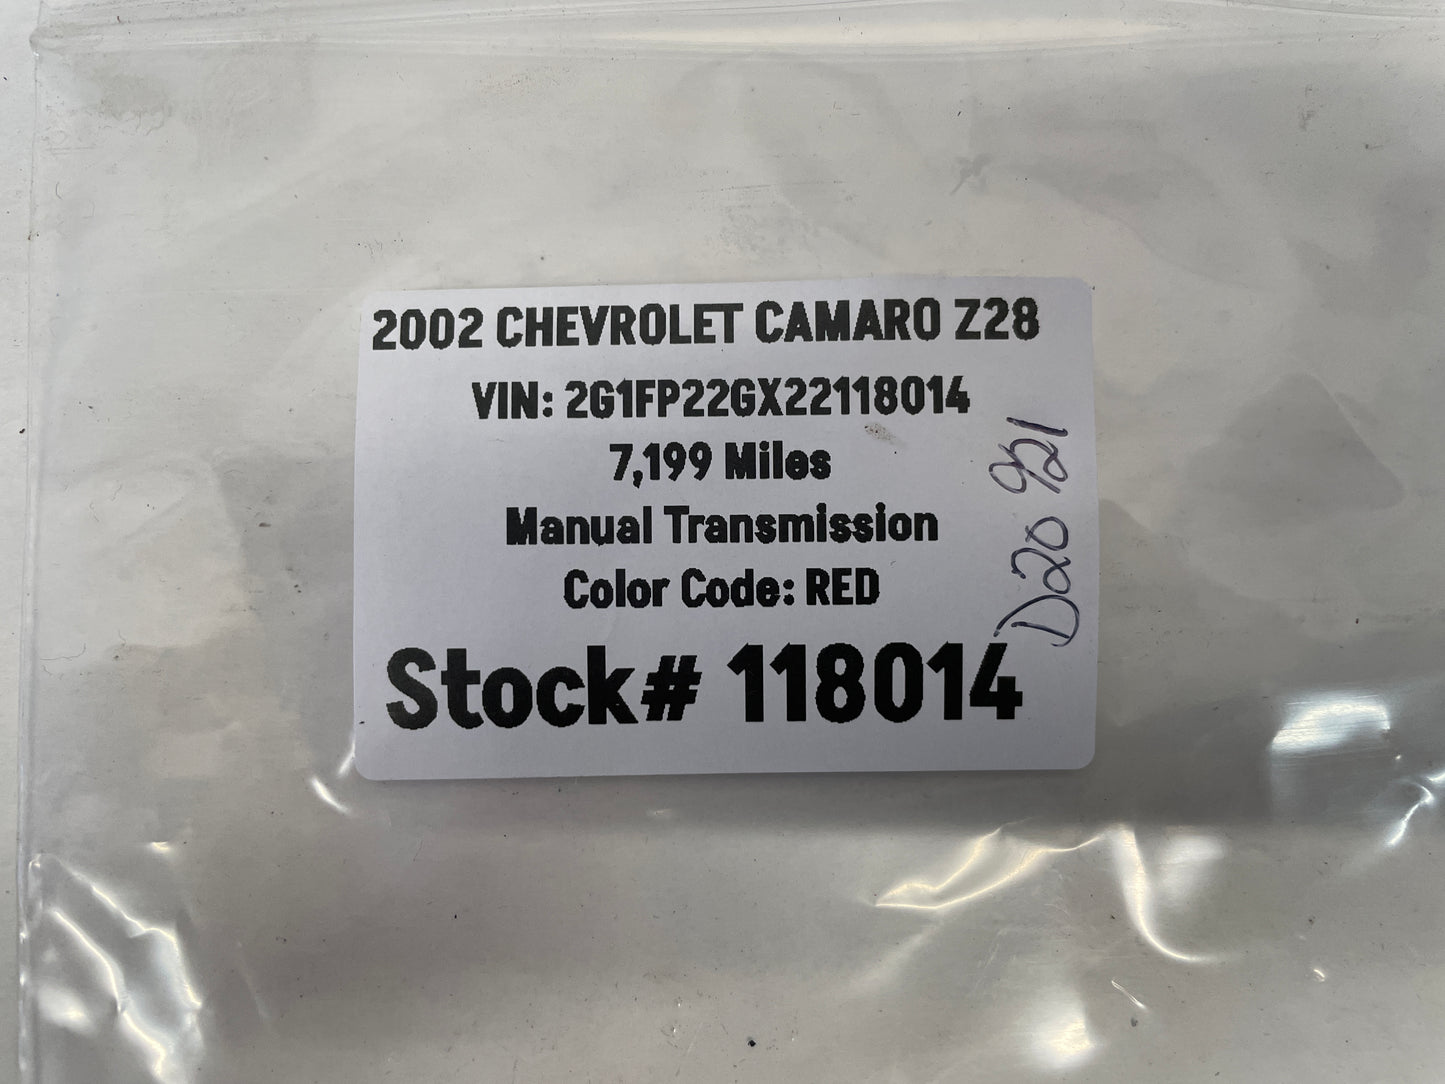 2002 CHEVROLET CAMARO Z28
VIN: 2G1FP22GX22118014
7,199 Miles
Manual Transmission
Color Code: RED
Stock# 118014
D20 921